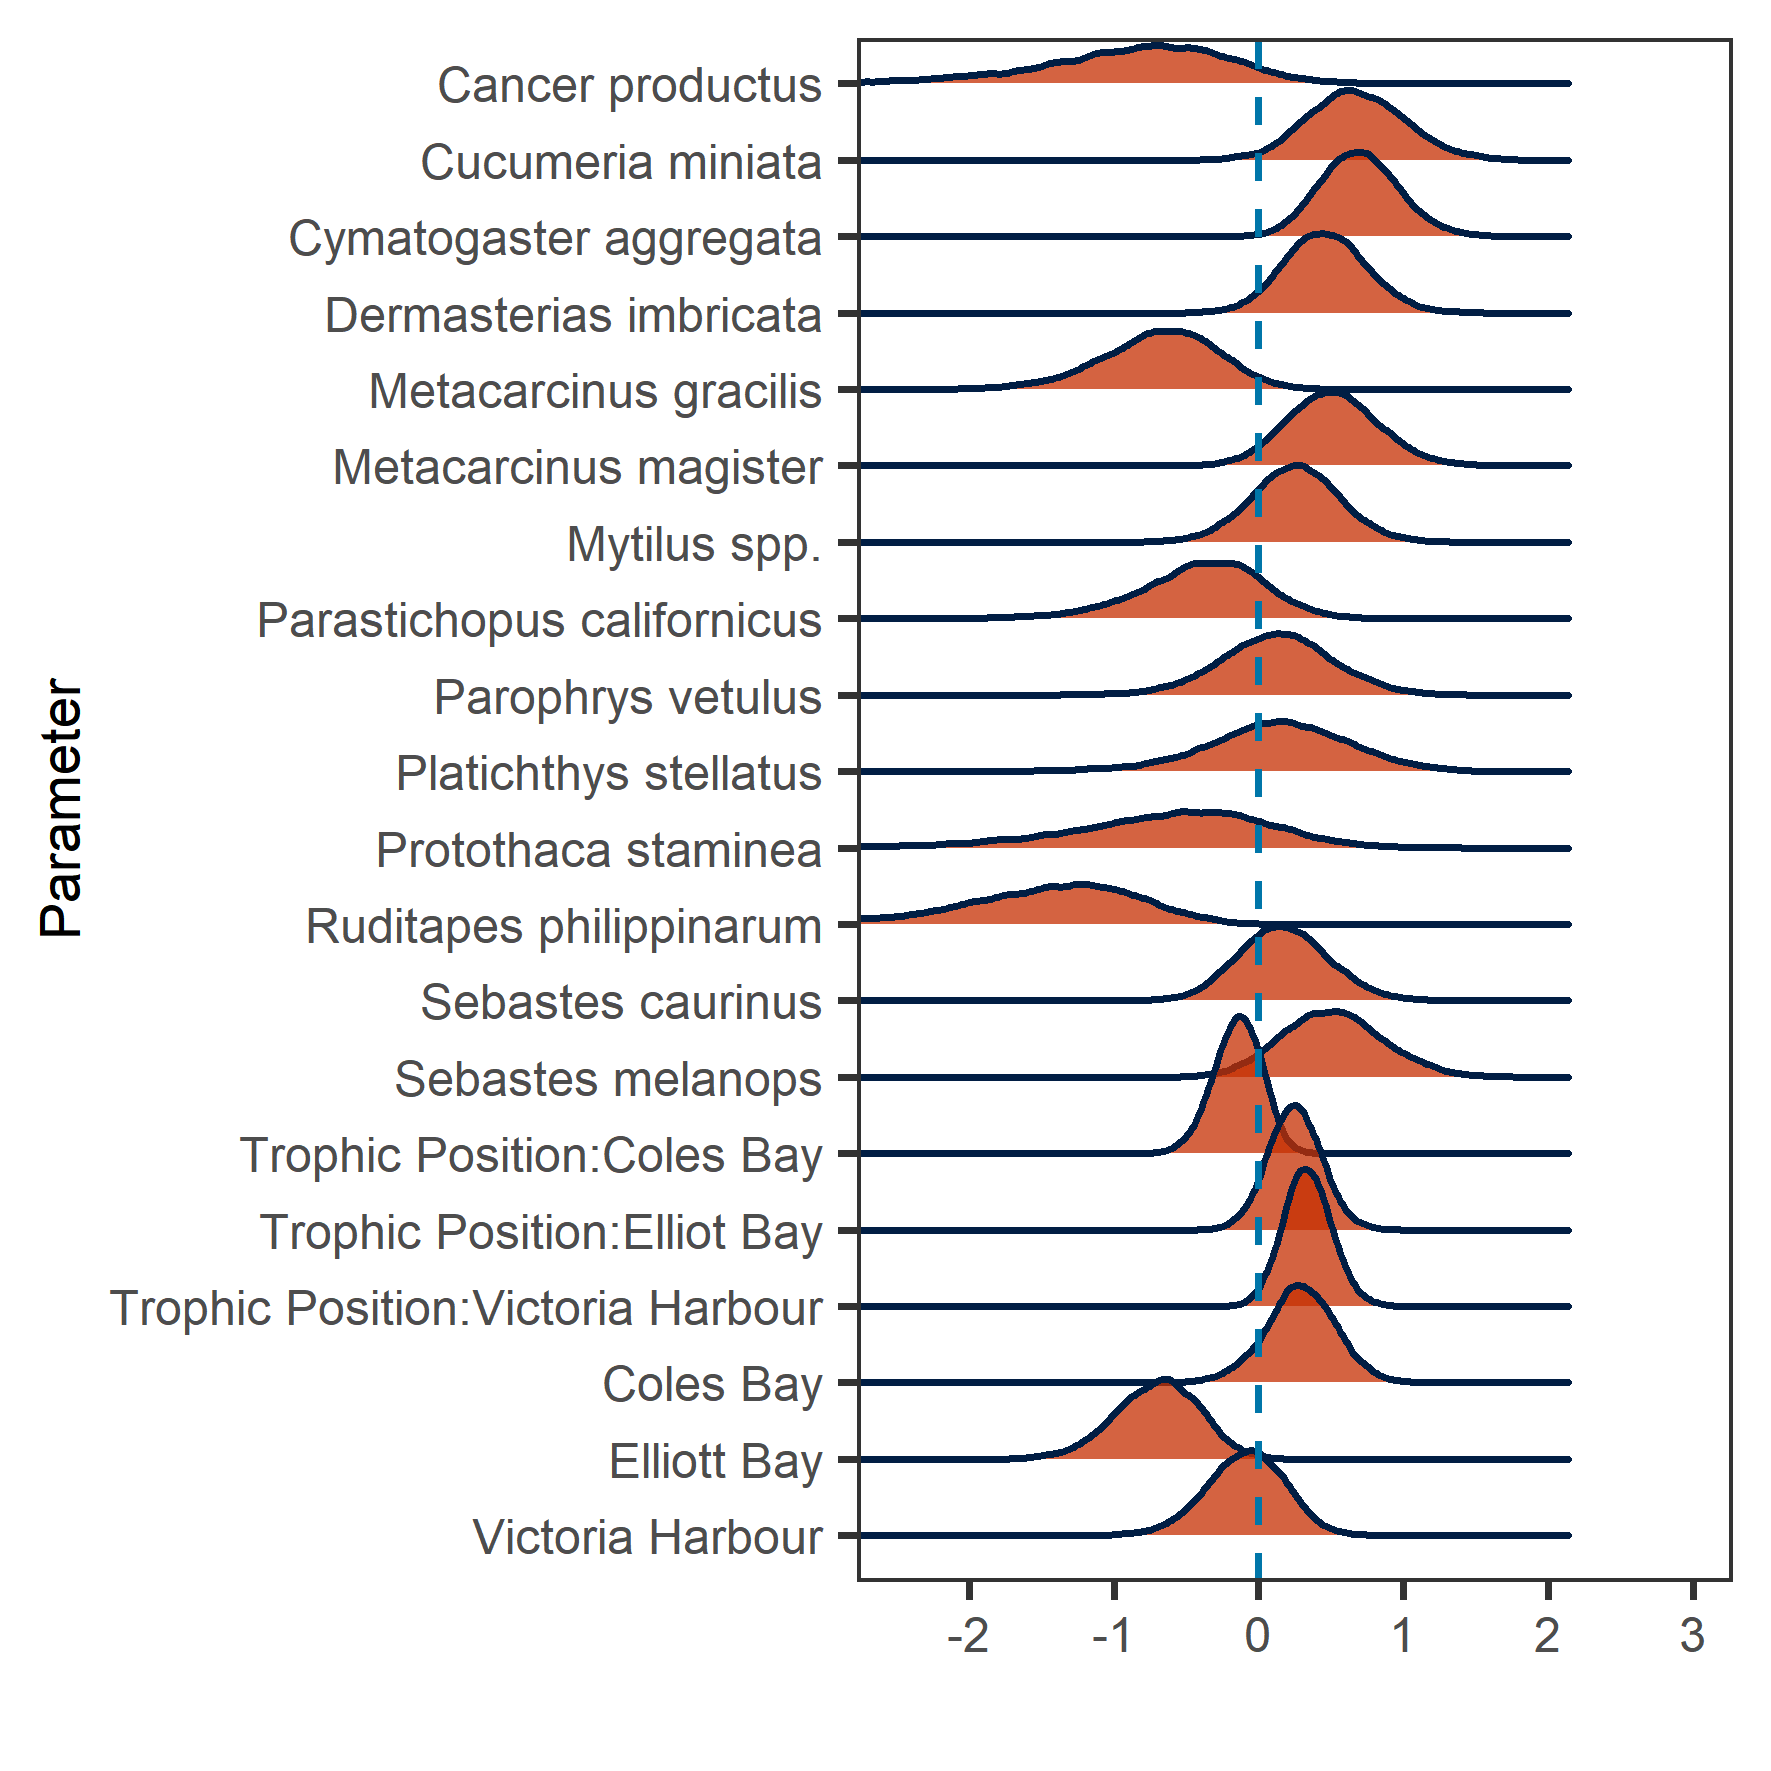 Cancer productus
Cucumeria miniata
Cymatogaster aggregata
Dermasterias imbricata
Metacarcinus gracilis
Metacarcinus magister
Mytilus spp.
Parastichopus californicus
Parophrys vetulus
Platichthys stellatus
Protothaca staminea
Ruditapes philippinarum
Sebastes caurinus
Sebastes melanops
Trophic Position:Coles Bay
Trophic Position:Elliot Bay
Trophic Position:Victoria Harbour
Coles Bay
Elliott Bay
Victoria Harbour
Parameter
-2 -1 0 1 2 3